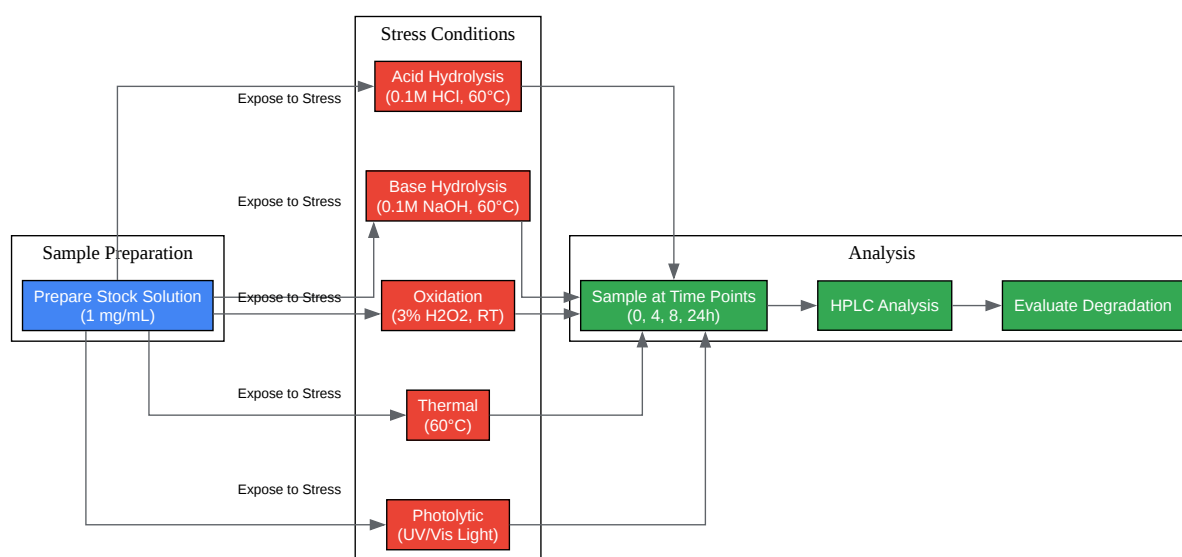 Stress Conditions
Acid Hydrolysis
(0.1M HCl, 60°C)
Expose to Stress
Base Hydrolysis
(0.1M NaOH, 60°C)
Expose to Stress
Sample Preparation
Prepare Stock Solution
(1 mg/mL)
Expose to Stress
Oxidation
(3% H2O2, RT)
Analysis
Sample at Time Points
(0, 4, 8, 24h)
HPLC Analysis
Evaluate Degradation
Expose to Stress
Thermal
(60°C)
Expose to Stress
Photolytic
(UV/Vis Light)